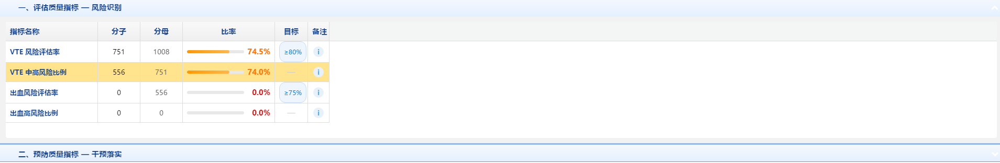 一、评估质量指标 — 风险识别
指标名称 分子 分母 比率 目标 备注
VTE 风险评估率 751 1008 74.5% ≥80% i
VTE 中高风险比例 556 751 74.0% — i
出血风险评估率 0 556 0.0% ≥75% i
出血高风险比例 0 0 0.0% — i
二、预防质量指标 — 干预落实